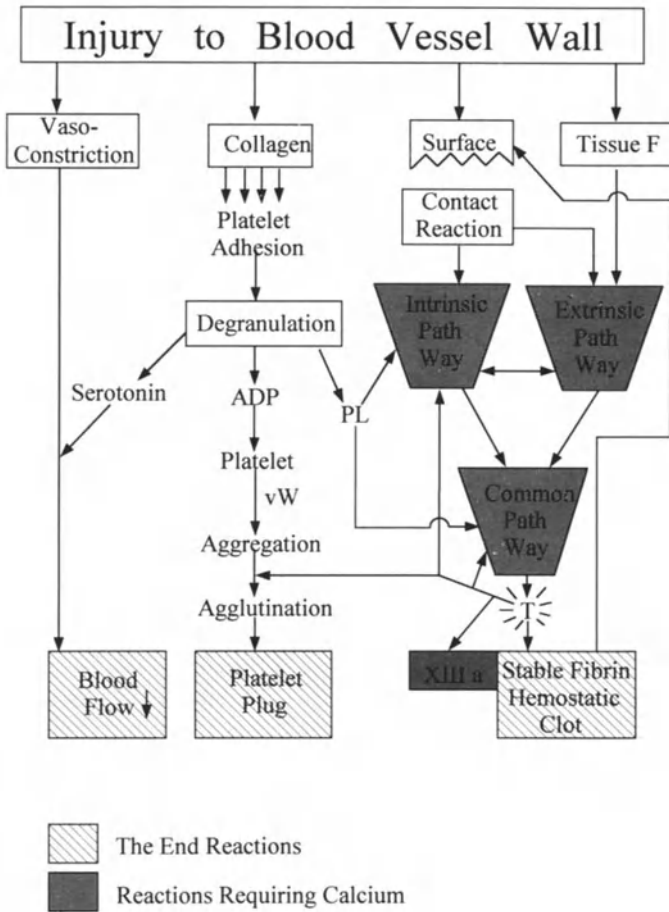 Injury to Blood Vessel Wall
Vaso-
Constriction
Collagen
Surface
Tissue F
Platelet
Adhesion
Contact
Reaction
Degranulation
Intrinsic
Path
Way
Extrinsic
Path
Way
Serotonin
ADP
PL
Platelet
vW
Common
Path
Way
Aggregation
Agglutination
T
Blood
Flow
Platelet
Plug
XIII a
Stable Fibrin
Hemostatic
Clot
The End Reactions
Reactions Requiring Calcium